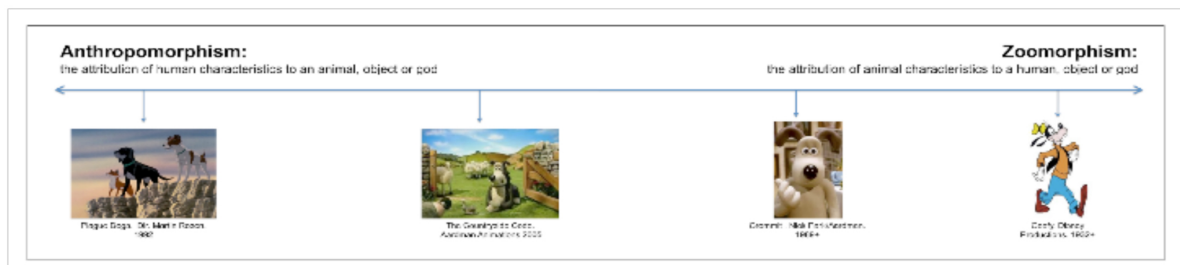 Anthropomorphism:
the attribution of human characteristics to an animal, object or god
Zoomorphism:
the attribution of animal characteristics to a human, object or god
Plague Dogs. Dir. Martin Rosen.
The Countryside Code.
Aardman Animations 2005
Gromit. Nick Park/Aardman.
Goofy Disney
Productions. 1932+